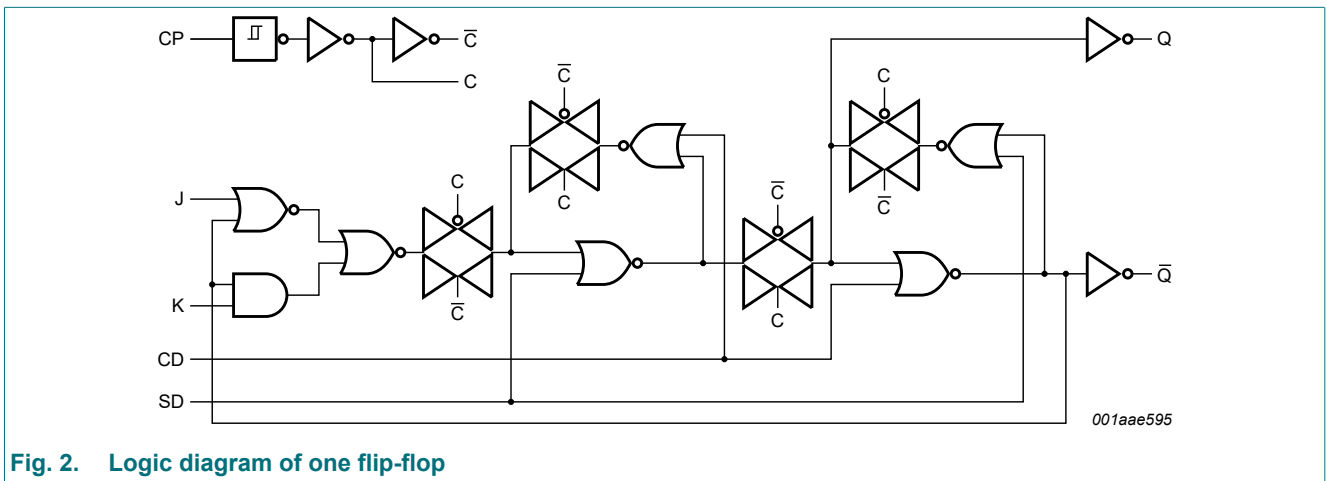 CP
C̅
Q
C
C̅
C
J
C
C̅
C
C̅
K
C̅
C
Q̅
CD
SD
001aae595
Fig. 2. Logic diagram of one flip-flop